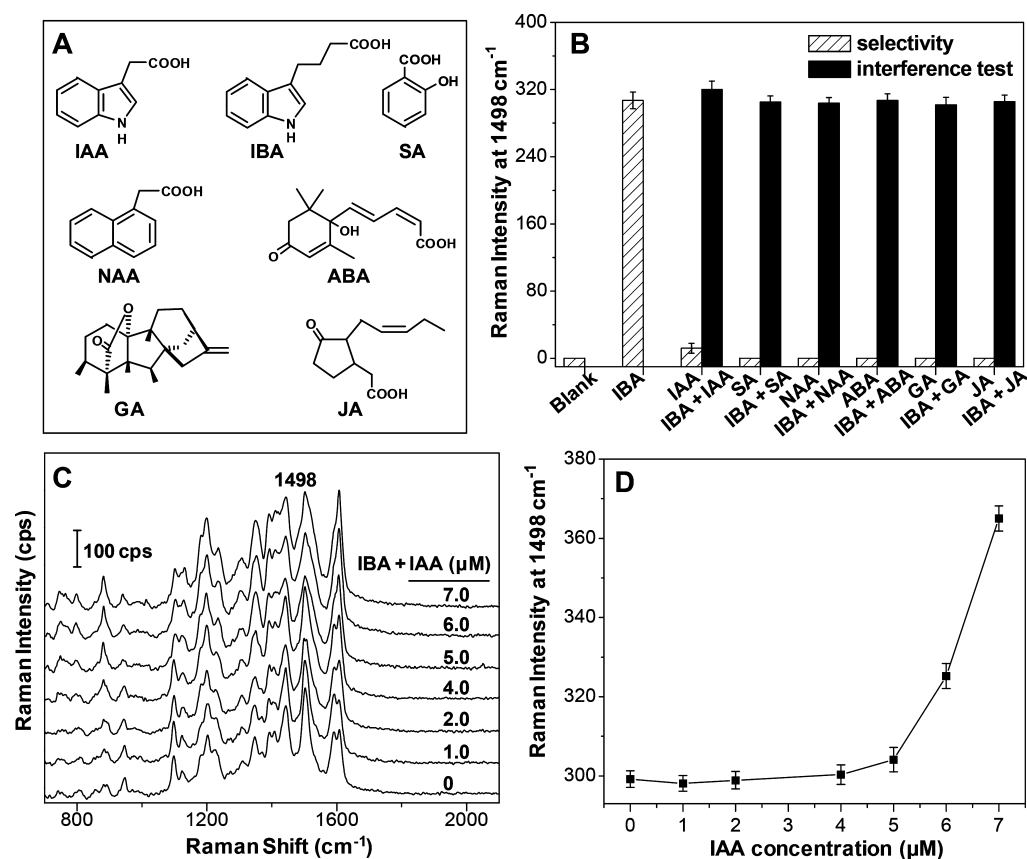 A
COOH
N
H
IAA
COOH
N
H
IBA
COOH
OH
SA
COOH
NAA
OH
O
COOH
ABA
O
O
GA
O
COOH
JA
B
selectivity
interference test
Raman Intensity at 1498 cm-1
400
320
240
160
80
0
Blank
IBA
IAA
IBA + IAA
SA
IBA + SA
NAA
IBA + NAA
ABA
IBA + ABA
GA
IBA + GA
JA
IBA + JA
C
1498
100 cps
IBA + IAA (μM)
7.0
6.0
5.0
4.0
2.0
1.0
0
Raman Intensity (cps)
800 1200 1600 2000
Raman Shift (cm-1)
D
Raman Intensity at 1498 cm-1
380
360
340
320
300
0 1 2 3 4 5 6 7
IAA concentration (μM)